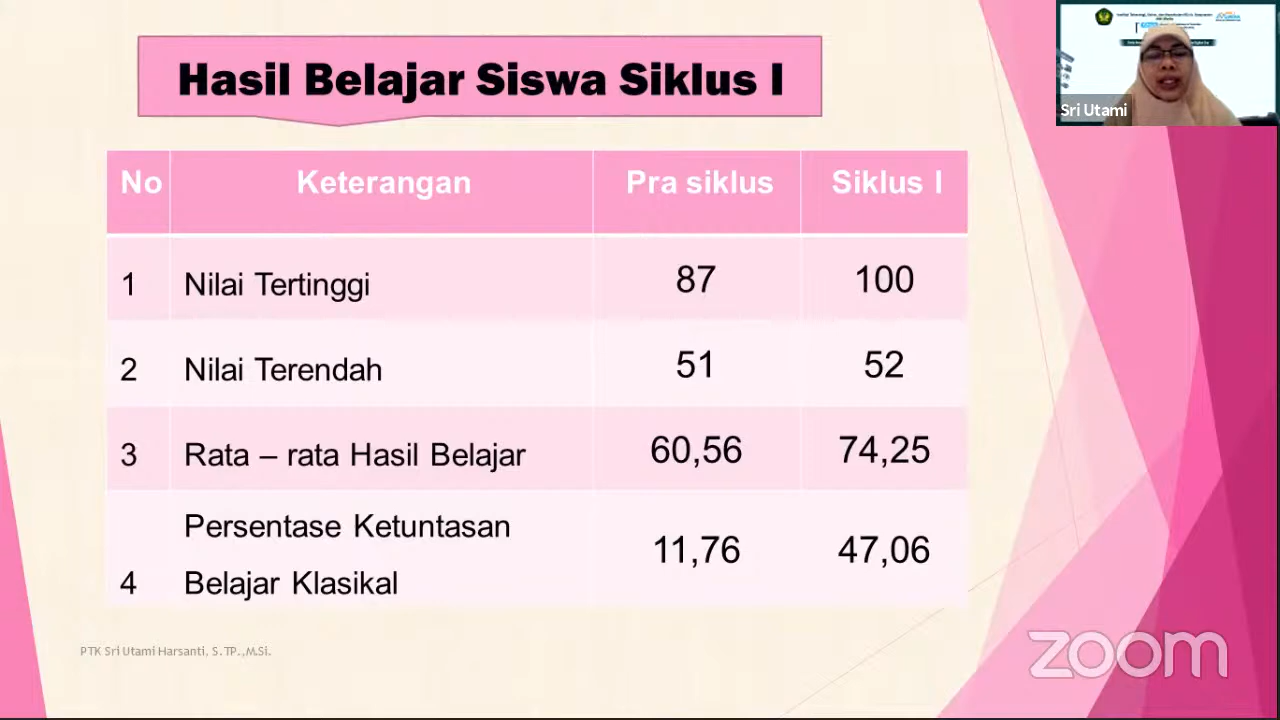 Hasil Belajar Siswa Siklus I
No Keterangan Pra siklus Siklus I
1 Nilai Tertinggi 87 100
2 Nilai Terendah 51 52
3 Rata – rata Hasil Belajar 60,56 74,25
4 Persentase Ketuntasan
Belajar Klasikal 11,76 47,06
PTK Sri Utami Harsanti, S. TP.,M.Si.
Sri Utami
zoom